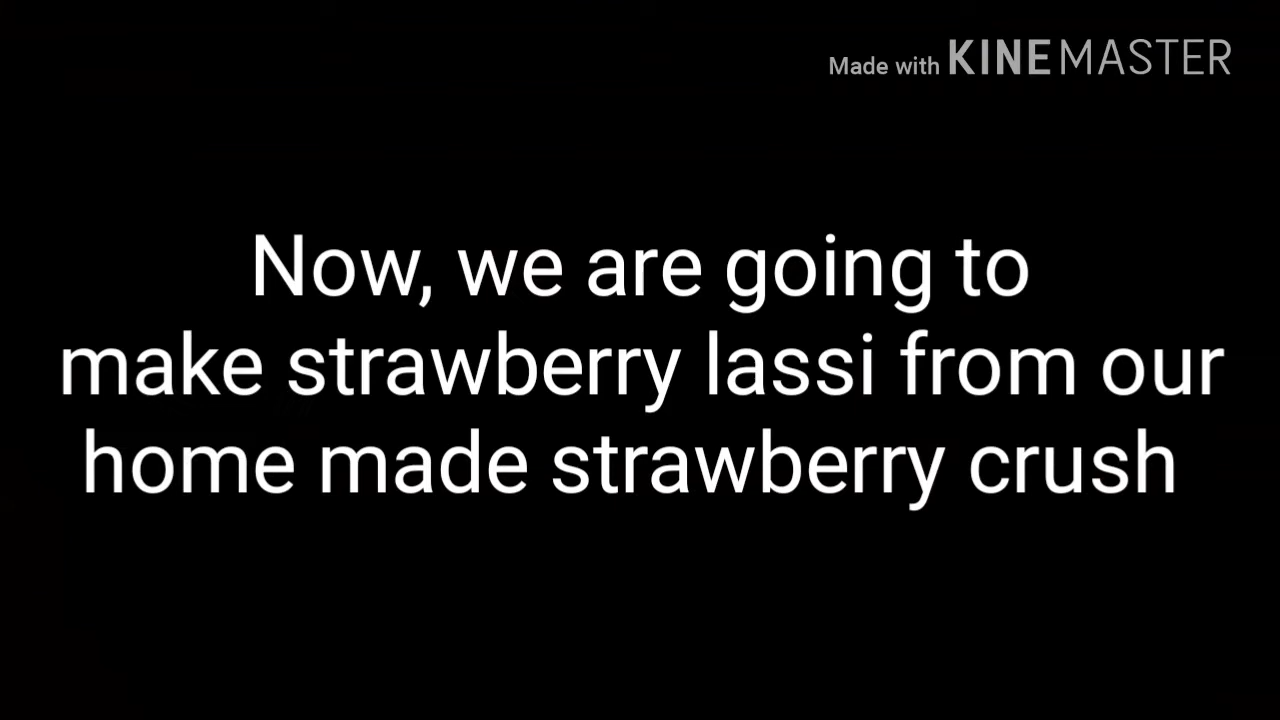 Made with KINEMASTER
Now, we are going to
make strawberry lassi from our
home made strawberry crush